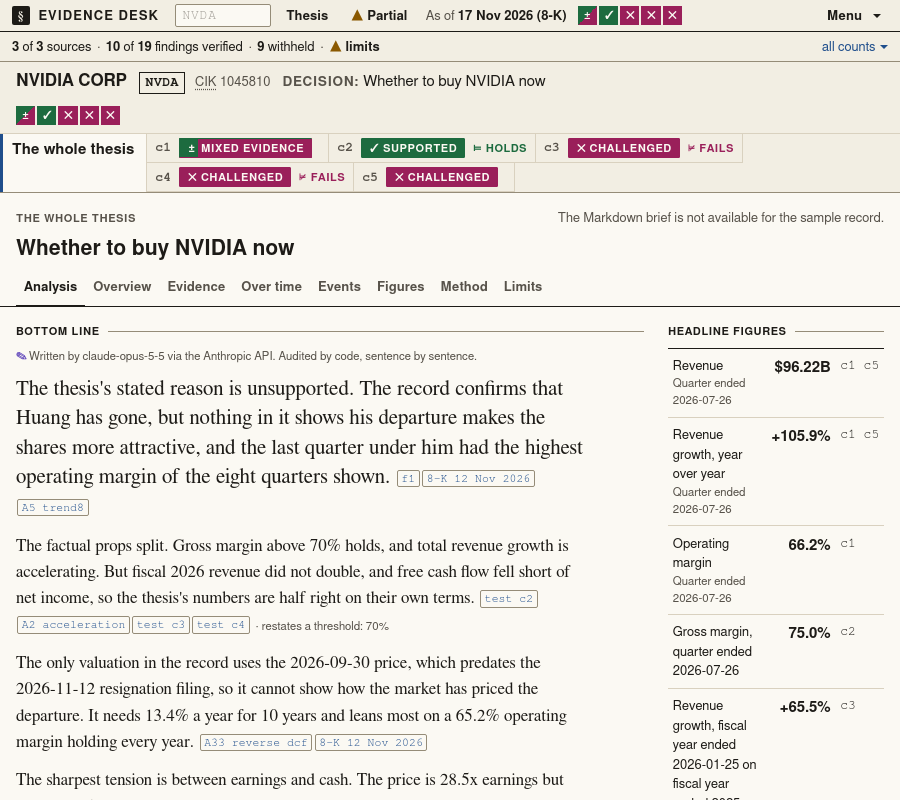 § EVIDENCE DESK NVDA Thesis ▲ Partial As of 17 Nov 2026 (8-K) ± ✓ ✕ ✕ ✕ Menu
3 of 3 sources · 10 of 19 findings verified · 9 withheld · ▲ limits all counts
NVIDIA CORP NVDA CIK 1045810 DECISION: Whether to buy NVIDIA now
± ✓ ✕ ✕ ✕
The whole thesis c1 ± MIXED EVIDENCE c2 ✓ SUPPORTED ⊨ HOLDS c3 ✕ CHALLENGED ⊭ FAILS
c4 ✕ CHALLENGED ⊭ FAILS c5 ✕ CHALLENGED
THE WHOLE THESIS The Markdown brief is not available for the sample record.
Whether to buy NVIDIA now
Analysis Overview Evidence Over time Events Figures Method Limits
BOTTOM LINE
✎ Written by claude-opus-5-5 via the Anthropic API. Audited by code, sentence by sentence.
The thesis's stated reason is unsupported. The record confirms that
Huang has gone, but nothing in it shows his departure makes the
shares more attractive, and the last quarter under him had the highest
operating margin of the eight quarters shown. f1 8-K 12 Nov 2026
A5 trend8
The factual props split. Gross margin above 70% holds, and total revenue growth is
accelerating. But fiscal 2026 revenue did not double, and free cash flow fell short of
net income, so the thesis's numbers are half right on their own terms. test c2
A2 acceleration test c3 test c4 · restates a threshold: 70%
The only valuation in the record uses the 2026-09-30 price, which predates the
2026-11-12 resignation filing, so it cannot show how the market has priced the
departure. It needs 13.4% a year for 10 years and leans most on a 65.2% operating
margin holding every year. A33 reverse dcf 8-K 12 Nov 2026
The sharpest tension is between earnings and cash. The price is 28.5x earnings but
HEADLINE FIGURES
Revenue $96.22B c1 c5
Quarter ended
2026-07-26
Revenue +105.9% c1 c5
growth, year
over year
Quarter ended
2026-07-26
Operating 66.2% c1
margin
Quarter ended
2026-07-26
Gross margin, 75.0% c2
quarter ended
2026-07-26
Revenue +65.5% c3
growth, fiscal
year ended
2026-01-25 on
fiscal year